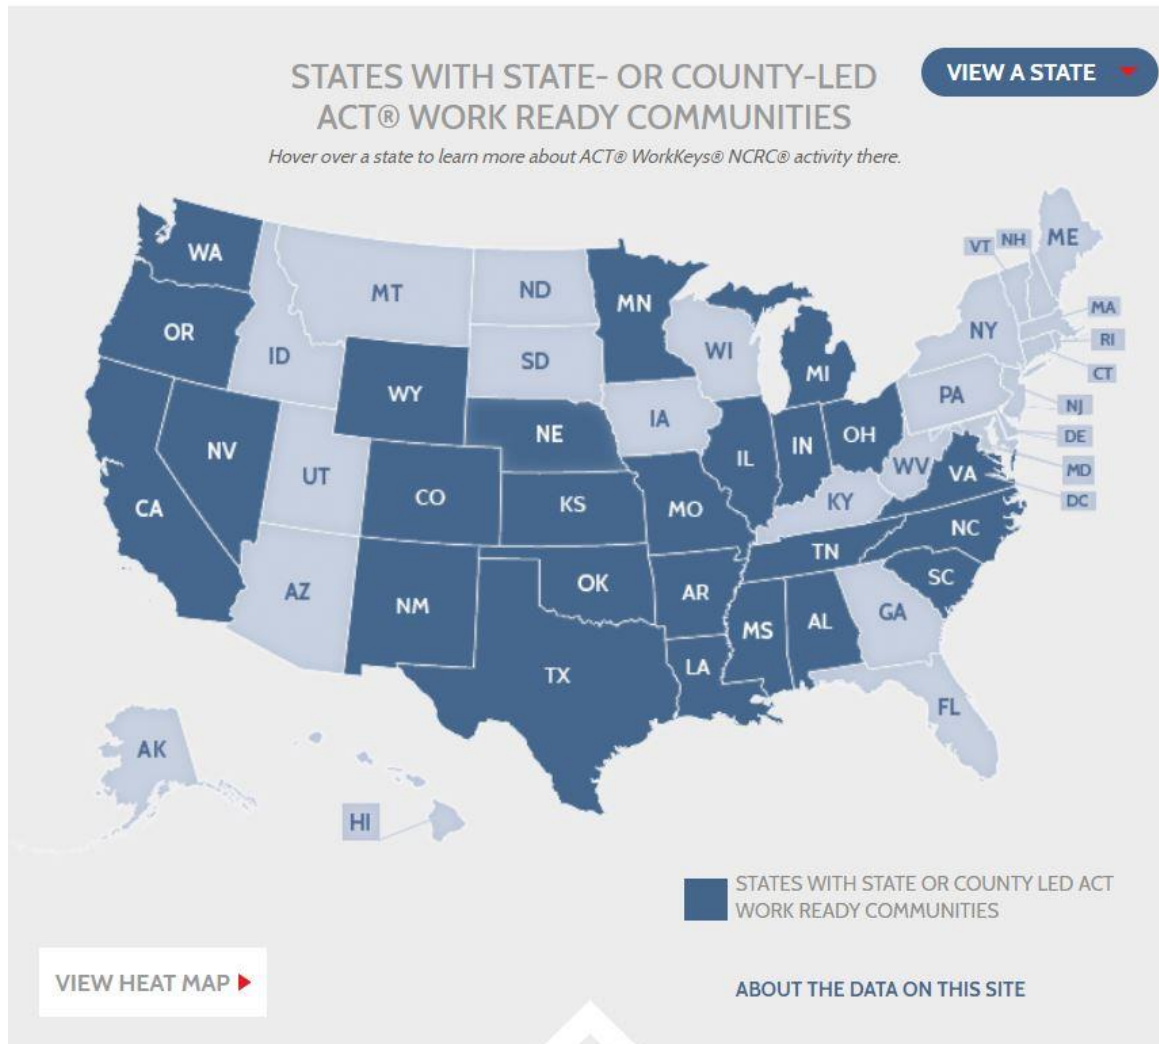 STATES WITH STATE- OR COUNTY-LED
ACT® WORK READY COMMUNITIES
VIEW A STATE
Hover over a state to learn more about ACT® WorkKeys® NCRC® activity there.
WA
OR
CA
NV
ID
MT
WY
UT
AZ
CO
NM
ND
SD
NE
KS
OK
TX
MN
IA
MO
AR
LA
WI
IL
MI
IN
OH
KY
TN
MS
AL
GA
FL
SC
NC
VA
WV
PA
NY
VT
NH
ME
MA
RI
CT
NJ
DE
MD
DC
AK
HI
STATES WITH STATE OR COUNTY LED ACT
WORK READY COMMUNITIES
VIEW HEAT MAP
ABOUT THE DATA ON THIS SITE